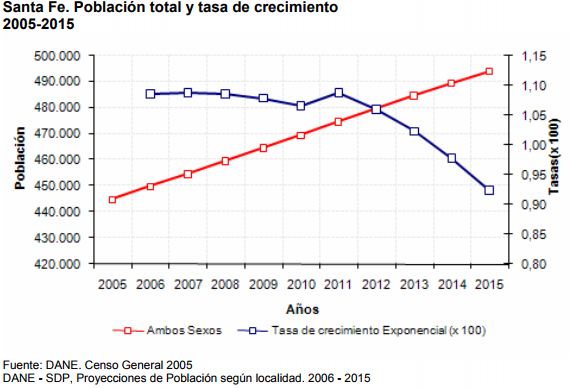 Santa Fe. Población total y tasa de crecimiento
2005-2015
500.000
490.000
480.000
470.000
460.000
450.000
440.000
430.000
420.000
Población
1,15
1,10
1,05
1,00
0,95
0,90
0,85
0,80
Tasas(x 100)
2005 2006 2007 2008 2009 2010 2011 2012 2013 2014 2015
Años
Ambos Sexos Tasa de crecimiento Exponencial (x 100)
Fuente: DANE. Censo General 2005
DANE - SDP, Proyecciones de Población según localidad. 2006 - 2015